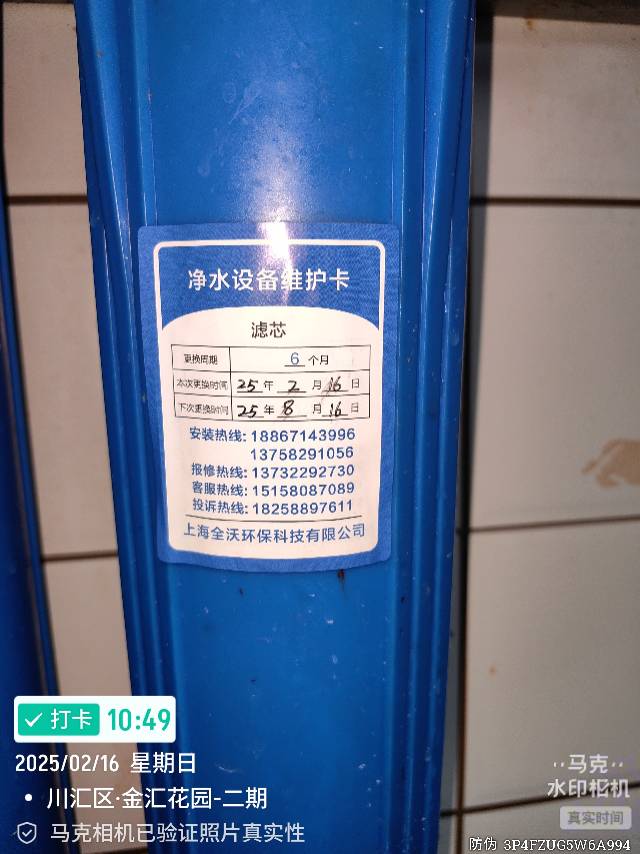 净水设备维护卡
滤芯
更换周期 6 个月
本次更换时间 25 年 2 月 16 日
下次更换时间 25 年 8 月 16 日
安装热线: 18867143996
13758291056
报修热线: 13732292730
客服热线: 15158087089
投诉热线: 18258897611
上海全沃环保科技有限公司
打卡 10:49
2025/02/16 星期日
川汇区·金汇花园-二期
马克相机已验证照片真实性
马克
水印相机
真实时间
防伪 3P4FZUG5W6A994